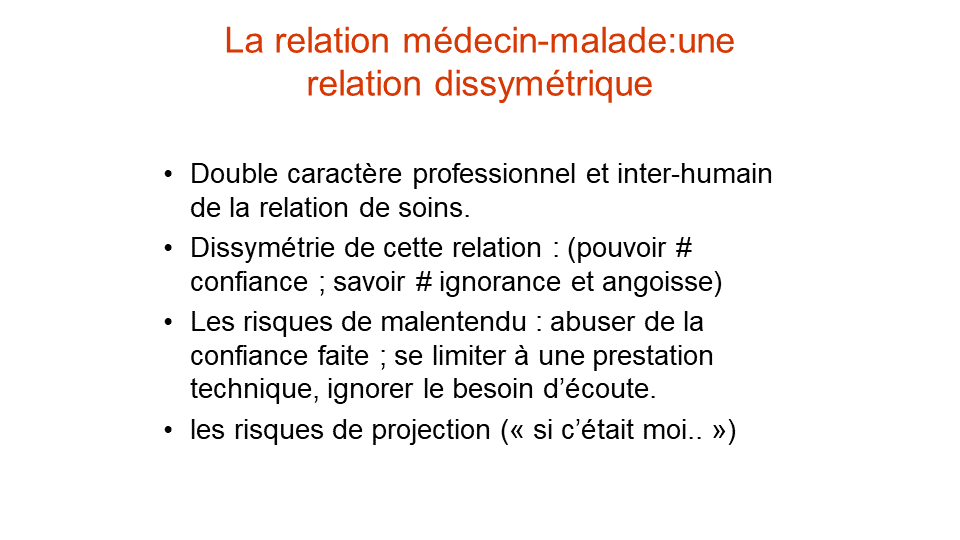 La relation médecin-malade:une
relation dissymétrique
• Double caractère professionnel et inter-humain
de la relation de soins.
• Dissymétrie de cette relation : (pouvoir #
confiance ; savoir # ignorance et angoisse)
• Les risques de malentendu : abuser de la
confiance faite ; se limiter à une prestation
technique, ignorer le besoin d’écoute.
• les risques de projection (« si c’était moi.. »)